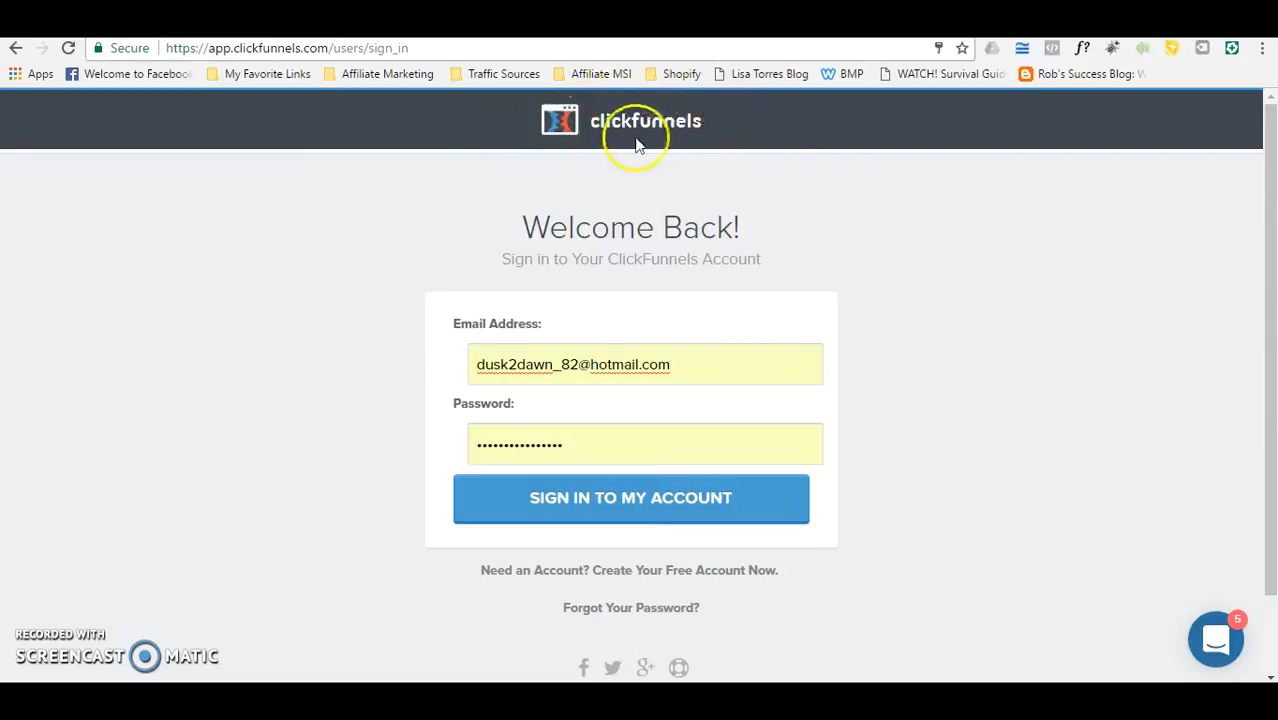 Secure https://app.clickfunnels.com/users/sign_in
Apps Welcome to Facebook My Favorite Links Affiliate Marketing Traffic Sources Affiliate MSI Shopify Lisa Torres Blog BMP WATCH! Survival Guid Rob's Success Blog: W
clickfunnels
Welcome Back!
Sign in to Your ClickFunnels Account
Email Address:
dusk2dawn_82@hotmail.com
Password:
••••••••••••••••
SIGN IN TO MY ACCOUNT
Need an Account? Create Your Free Account Now.
Forgot Your Password?
5
RECORDED WITH
SCREENCAST MATIC